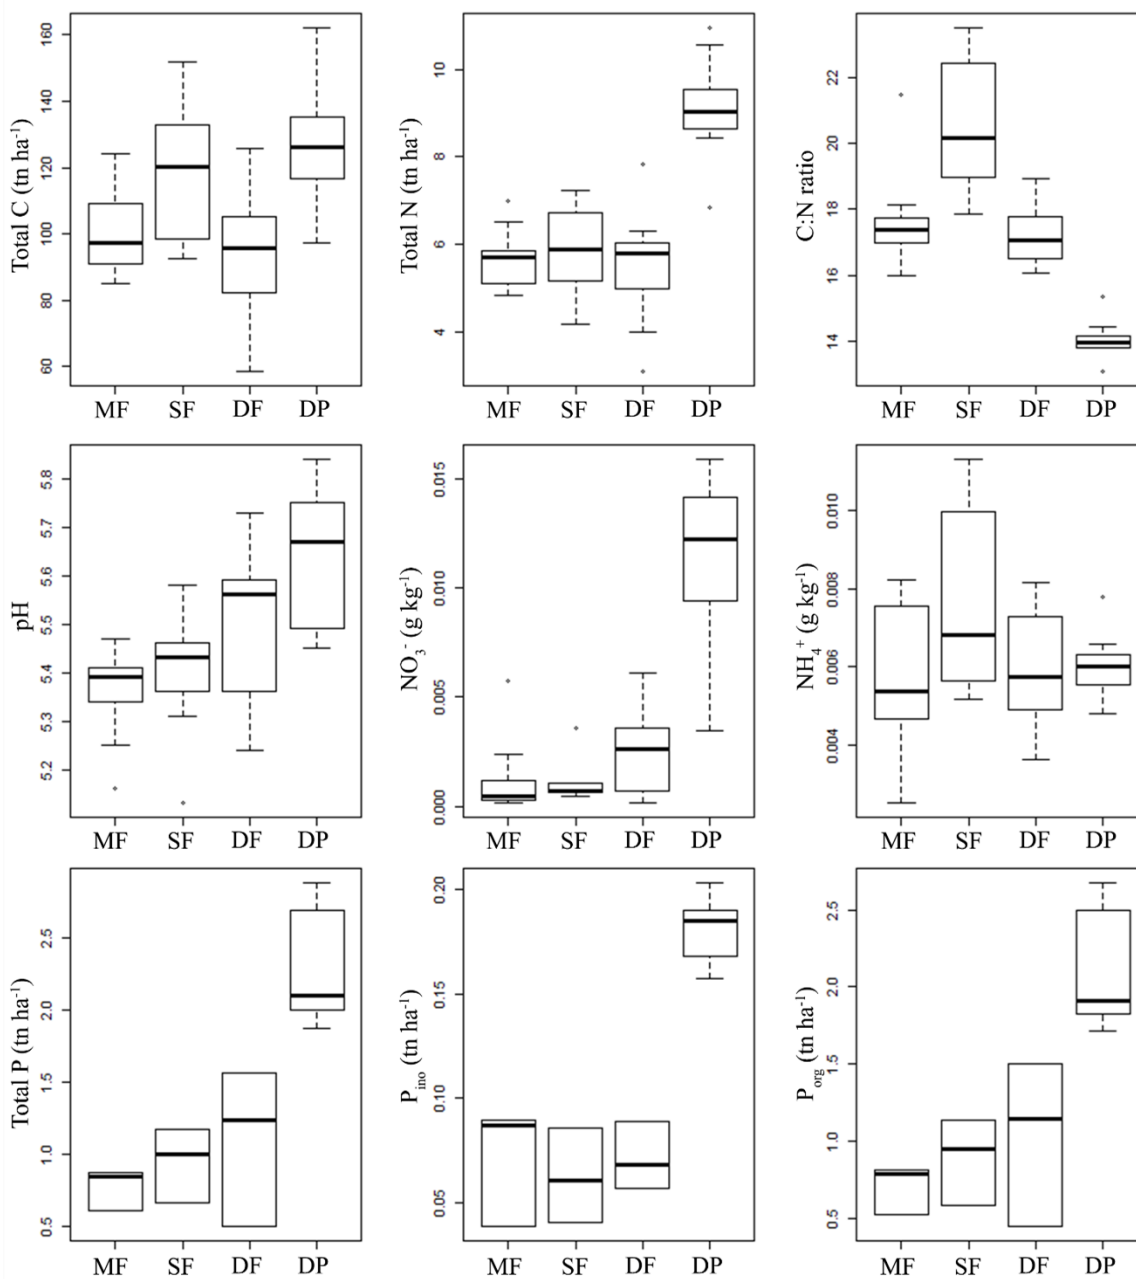 Total C (tn ha⁻¹)
160
140
120
100
80
60
MF SF DF DP
Total N (tn ha⁻¹)
10
8
6
4
MF SF DF DP
C:N ratio
22
20
18
16
14
MF SF DF DP
pH
5.8
5.7
5.6
5.5
5.4
5.3
5.2
MF SF DF DP
NO₃⁻ (g kg⁻¹)
0.015
0.010
0.005
0.000
MF SF DF DP
NH₄⁺ (g kg⁻¹)
0.010
0.008
0.006
0.004
MF SF DF DP
Total P (tn ha⁻¹)
2.5
2.0
1.5
1.0
0.5
MF SF DF DP
P_ino (tn ha⁻¹)
0.20
0.15
0.10
0.05
MF SF DF DP
P_org (tn ha⁻¹)
2.5
2.0
1.5
1.0
0.5
MF SF DF DP